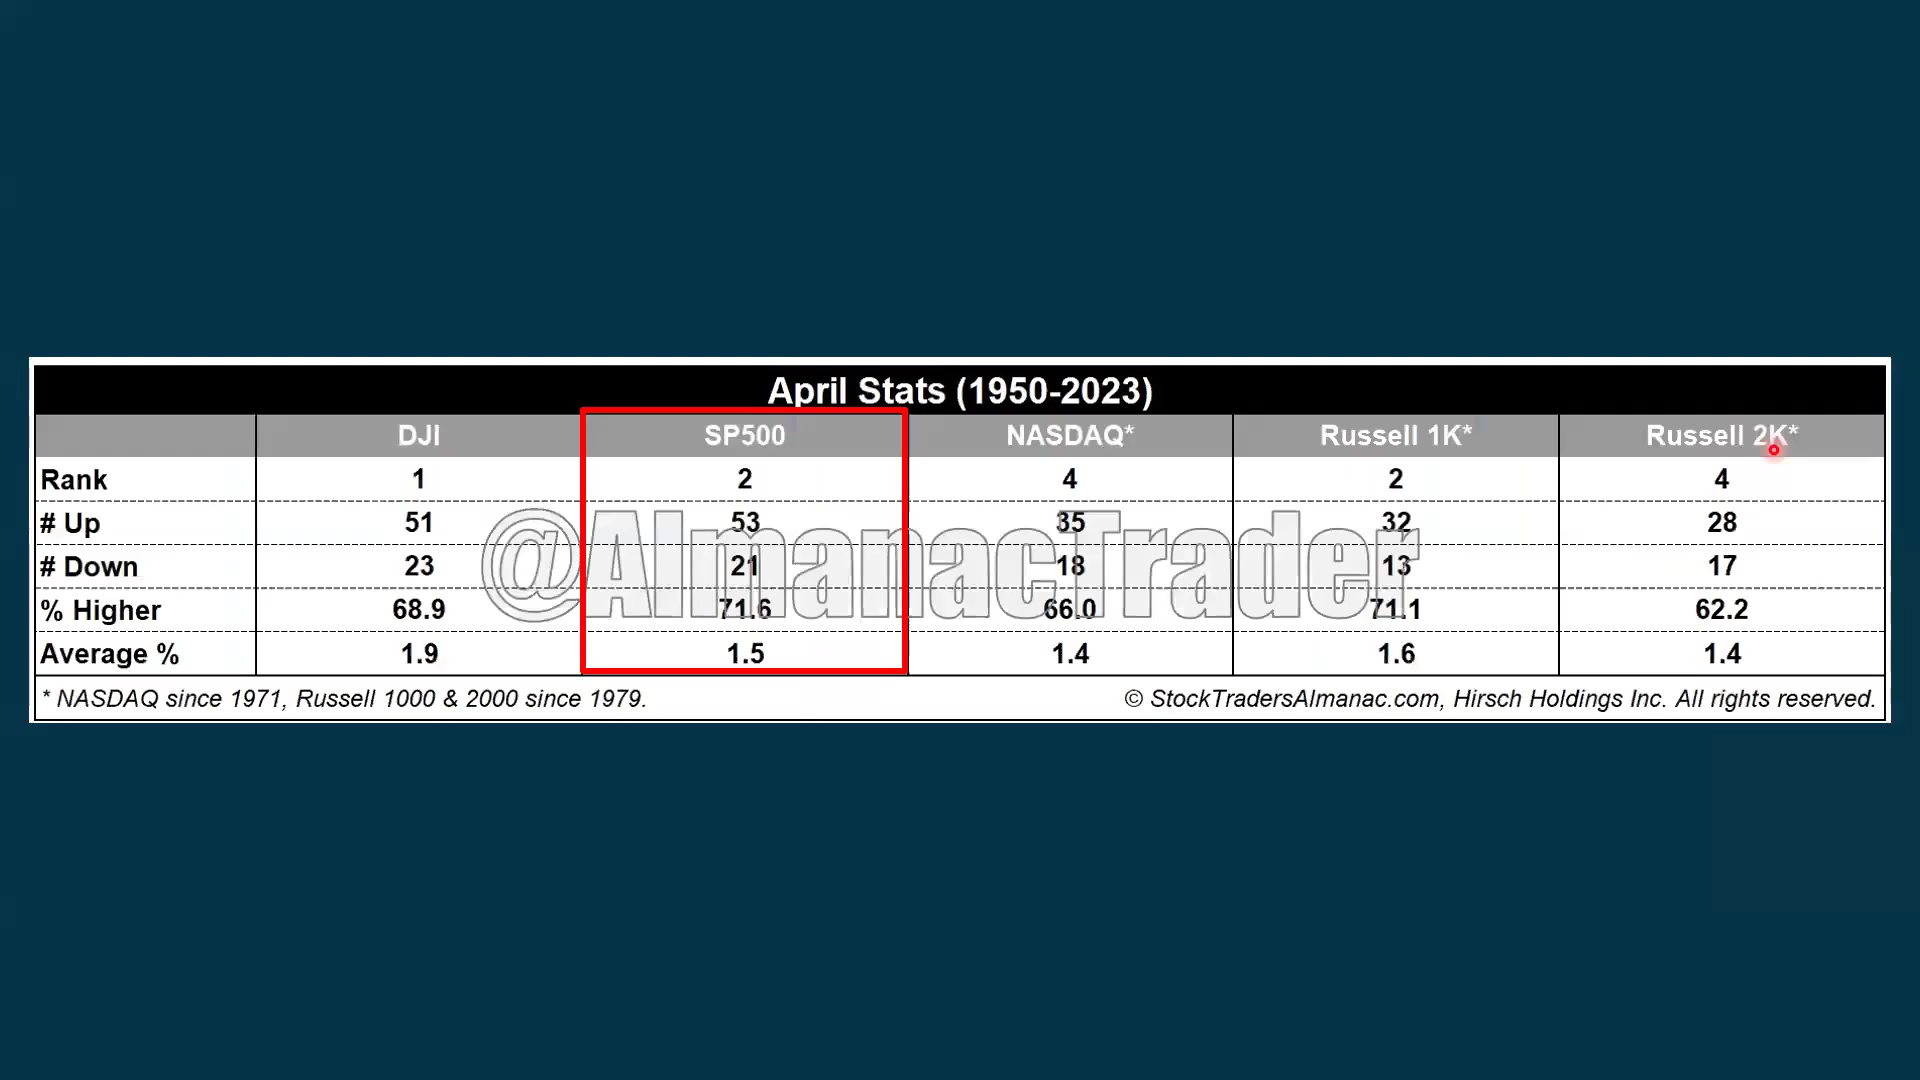 April Stats (1950-2023)
DJI SP500 NASDAQ* Russell 1K* Russell 2K*
Rank 1 2 4 2 4
# Up 51 53 35 32 28
# Down 23 21 18 13 17
% Higher 68.9 71.6 66.0 71.1 62.2
Average % 1.9 1.5 1.4 1.6 1.4
* NASDAQ since 1971, Russell 1000 & 2000 since 1979. © StockTradersAlmanac.com, Hirsch Holdings Inc. All rights reserved.
@AlmanacTrader